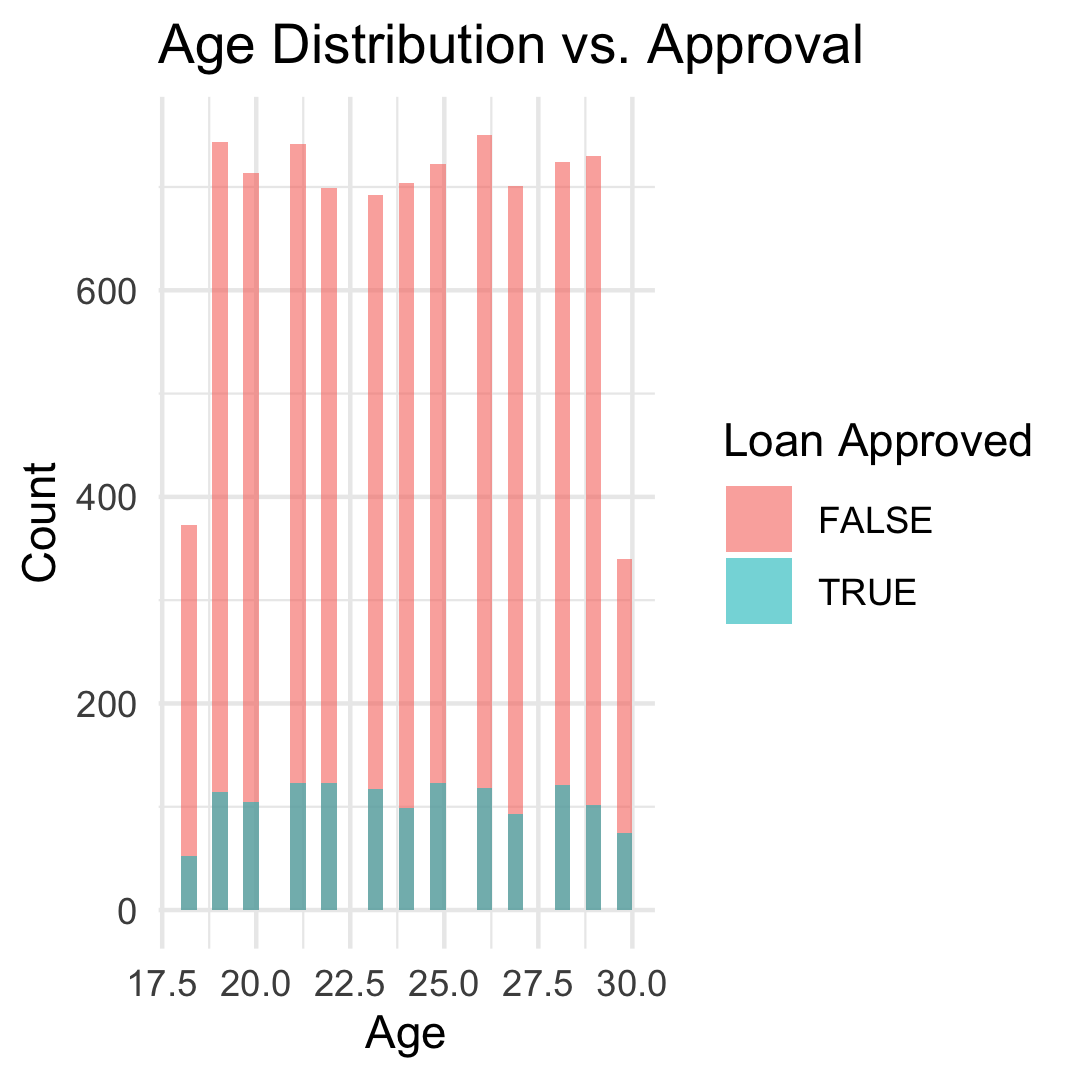 Age Distribution vs. Approval
600
400
200
0
Count
17.5 20.0 22.5 25.0 27.5 30.0
Age
Loan Approved
FALSE
TRUE